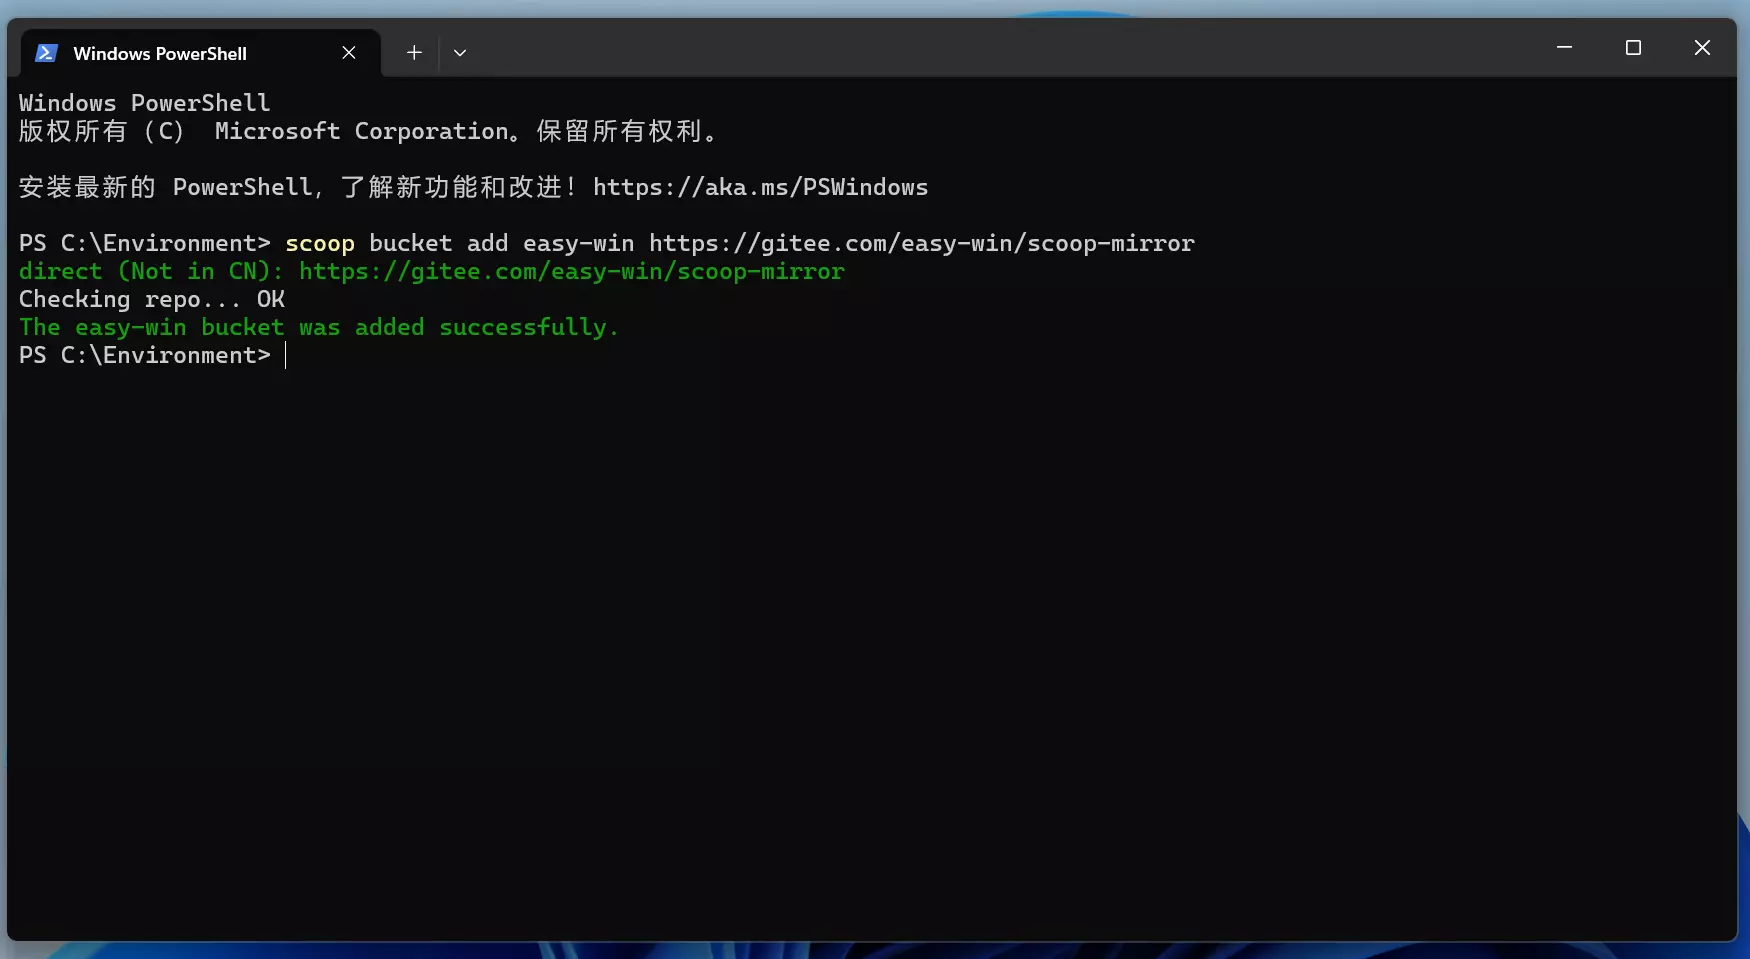 Windows PowerShell
Windows PowerShell
版权所有（C） Microsoft Corporation。保留所有权利。
安装最新的 PowerShell，了解新功能和改进！https://aka.ms/PSWindows
PS C:\Environment> scoop bucket add easy-win https://gitee.com/easy-win/scoop-mirror
direct (Not in CN): https://gitee.com/easy-win/scoop-mirror
Checking repo... OK
The easy-win bucket was added successfully.
PS C:\Environment>